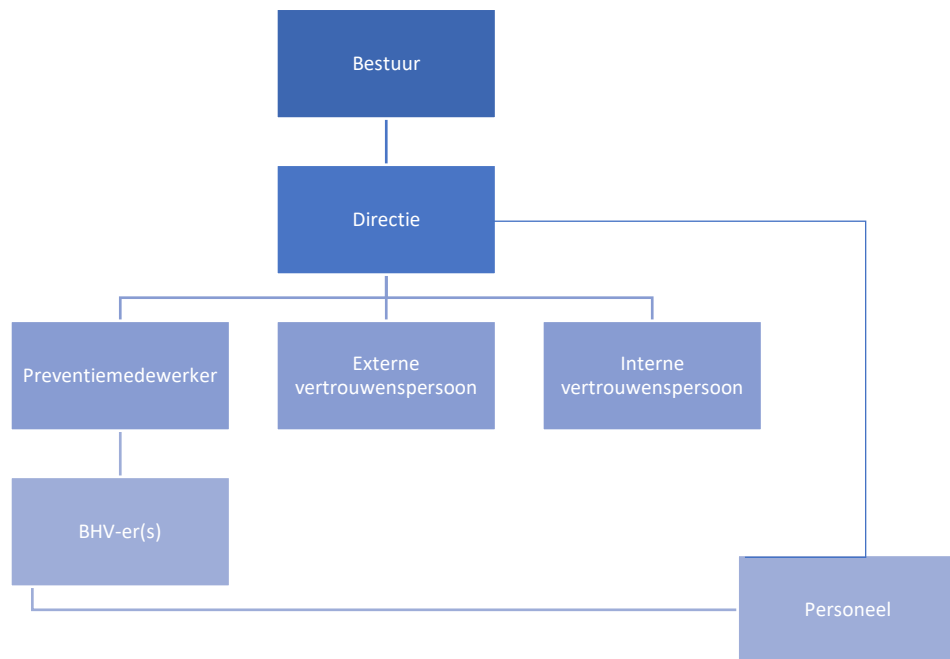 Bestuur
Directie
Preventiemedewerker
Externe
vertrouwenspersoon
Interne
vertrouwenspersoon
BHV-er(s)
Personeel